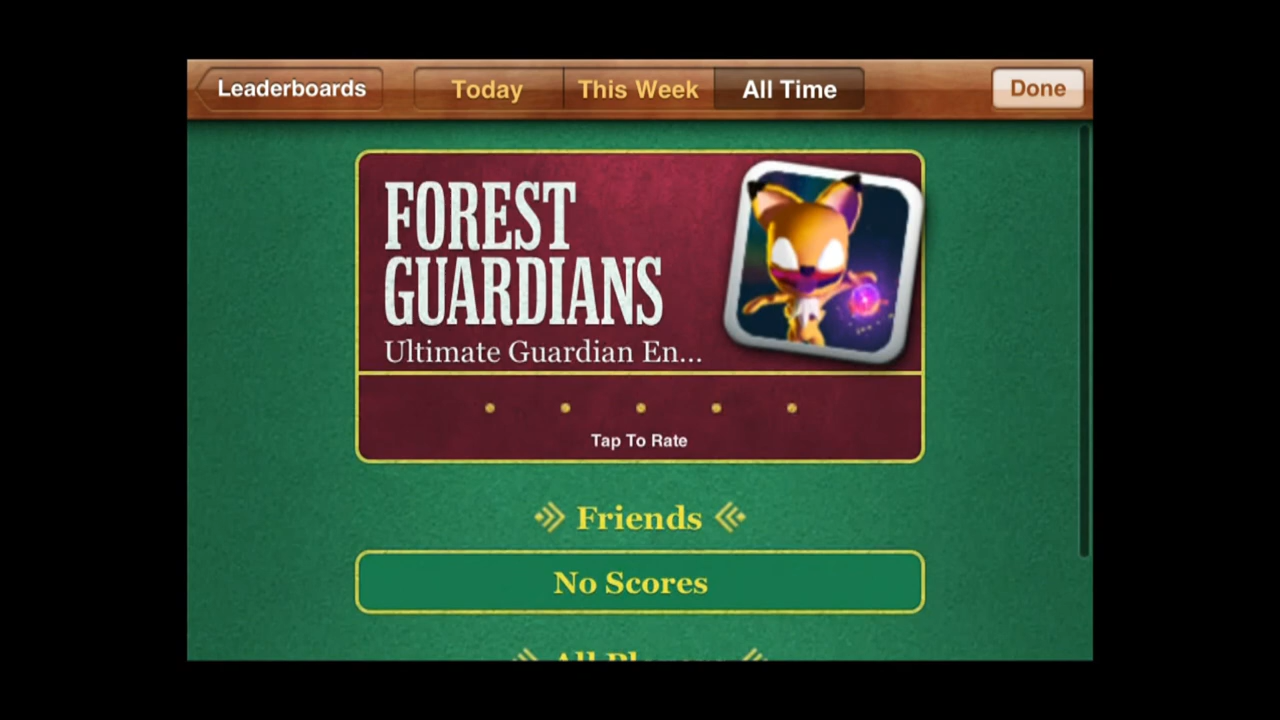 Leaderboards
Today
This Week
All Time
Done
FOREST
GUARDIANS
Ultimate Guardian En...
Tap To Rate
Friends
No Scores